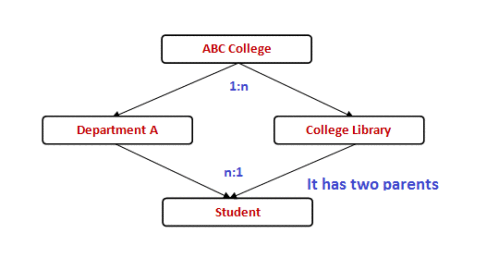 ABC College
1:n
Department A
College Library
n:1
It has two parents
Student